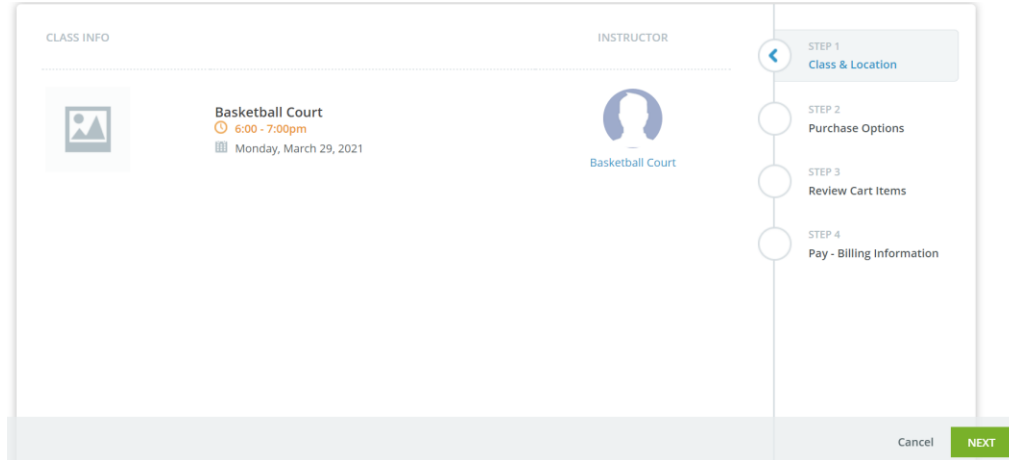 CLASS INFO
INSTRUCTOR
Basketball Court
6:00 - 7:00pm
Monday, March 29, 2021
Basketball Court
STEP 1
Class & Location
STEP 2
Purchase Options
STEP 3
Review Cart Items
STEP 4
Pay - Billing Information
Cancel
NEXT